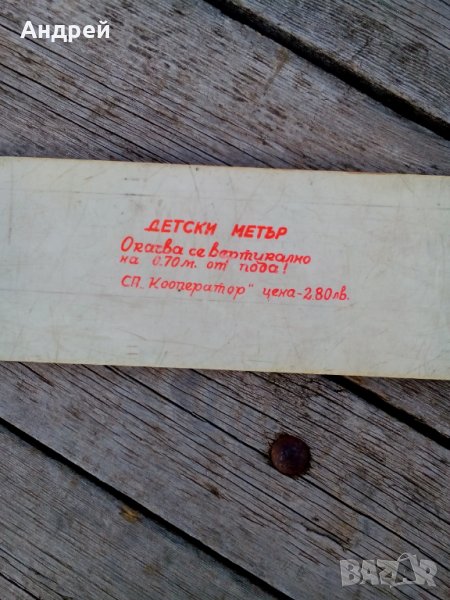 Андрей
ДЕТСКИ МЕТЪР
Окачва се вертикално
на 0.70 м. от пода!
СП. "Кооператор" цена-2.80 лв.
BAZAR